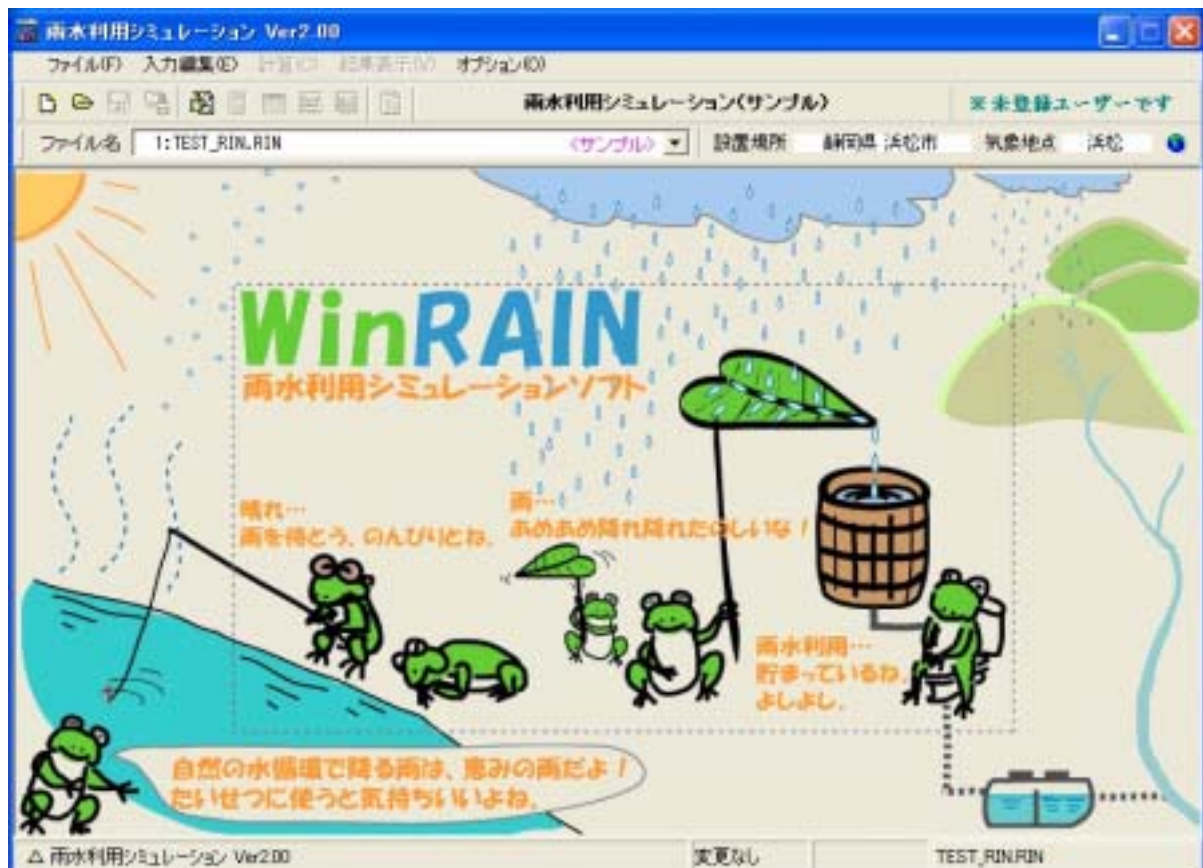 雨水利用シミュレーション Ver2.00
ファイル(F) 入力編集(E) 計算(C) 結果表示(V) オプション(O)
雨水利用シミュレーション(サンプル) ※未登録ユーザーです
ファイル名 1:TEST_RIN.RIN <サンプル> 設置場所 静岡県 浜松市 気象地点 浜松
WinRAIN
雨水利用シミュレーションソフト
晴れ…
雨を待とう、のんびりとね。
雨…
あめあめ降れ降れたのしいな!
雨水利用…
貯まっているね、
よしよし。
自然の水循環で降る雨は、恵みの雨だよ!
たいせつに使うと気持ちいいよね。
△ 雨水利用シミュレーション Ver2.00 変更なし TEST_RIN.RIN